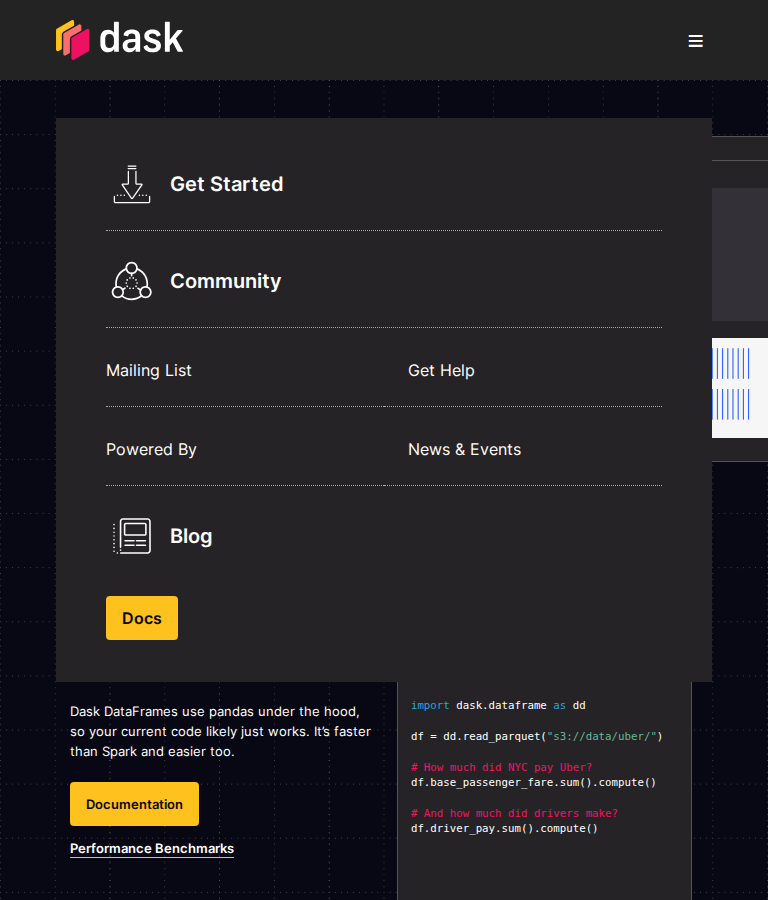 dask
Get Started
Community
Mailing List
Get Help
Powered By
News & Events
Blog
Docs
Dask DataFrames use pandas under the hood,
so your current code likely just works. It's faster
than Spark and easier too.
Documentation
Performance Benchmarks
import dask.dataframe as dd
df = dd.read_parquet("s3://data/uber/")
# How much did NYC pay Uber?
df.base_passenger_fare.sum().compute()
# And how much did drivers make?
df.driver_pay.sum().compute()